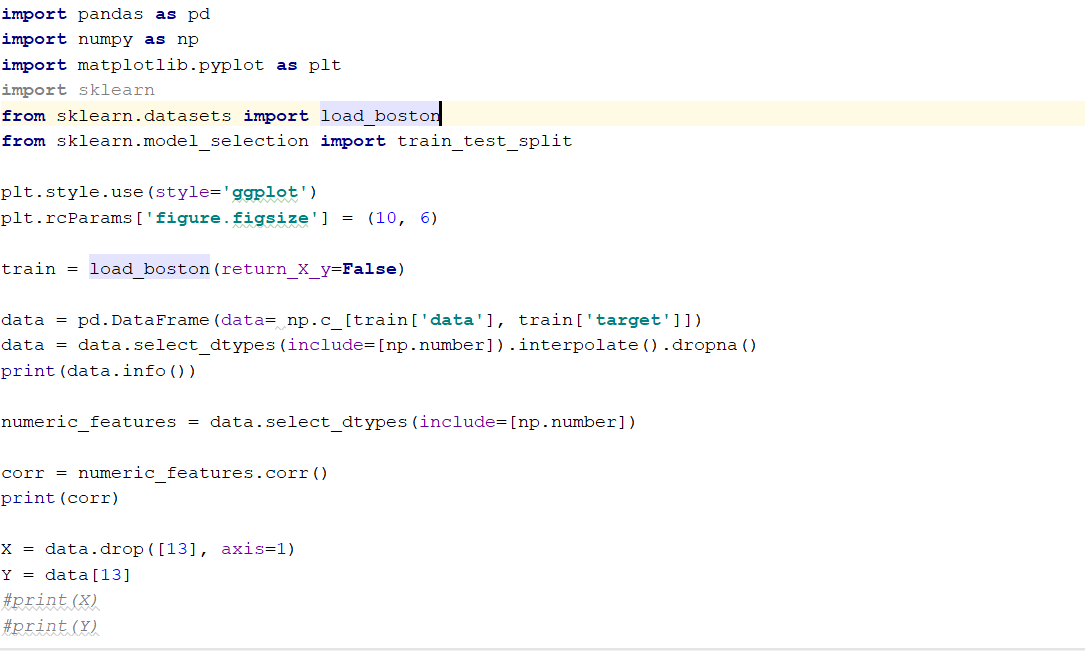 import pandas as pd
import numpy as np
import matplotlib.pyplot as plt
import sklearn
from sklearn.datasets import load_boston
from sklearn.model_selection import train_test_split
plt.style.use(style='ggplot')
plt.rcParams['figure.figsize'] = (10, 6)
train = load_boston(return_X_y=False)
data = pd.DataFrame(data= np.c_[train['data'], train['target']])
data = data.select_dtypes(include=[np.number]).interpolate().dropna()
print(data.info())
numeric_features = data.select_dtypes(include=[np.number])
corr = numeric_features.corr()
print(corr)
X = data.drop([13], axis=1)
Y = data[13]
#print(X)
#print(Y)